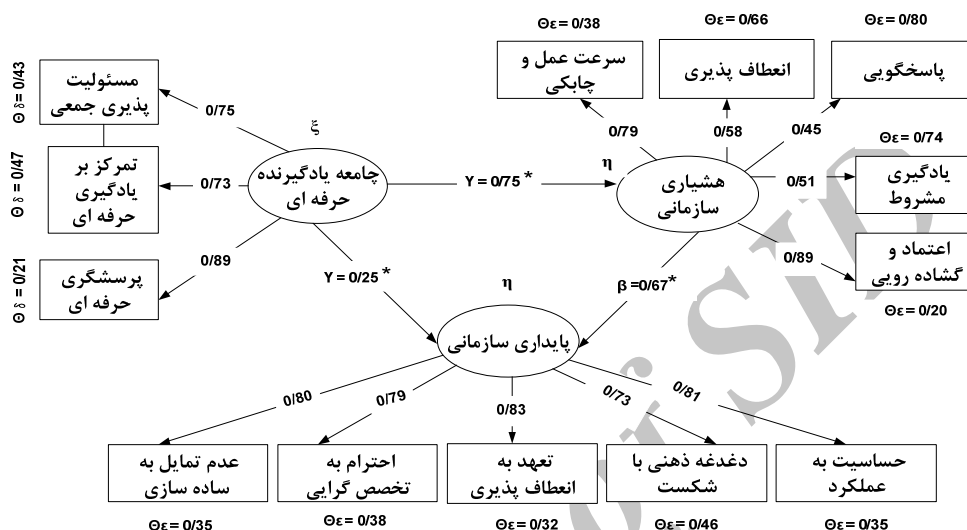 Θε = 0/38
Θε= 0/66
Θε= 0/80
سرعت عمل و
چابکی
انعطاف پذیری
پاسخگویی
Θ δ = 0/43
مسئولیت
پذیری جمعی
0/75
ξ
0/79
0/58
0/45
Θε= 0/74
Θ δ = 0/47
تمرکز بر
یادگیری
حرفه ای
0/73
جامعه یادگیرنده
حرفه ای
Υ = 0/75 *
η
هشیاری
سازمانی
0/51
یادگیری
مشروط
Θ δ = 0/21
پرسشگری
حرفه ای
0/89
Υ = 0/25 *
η
β =0/67*
0/89
اعتماد و
گشاده رویی
Θε= 0/20
پایداری سازمانی
0/80
0/79
0/83
0/73
0/81
عدم تمایل به
ساده سازی
احترام به
تخصص گرایی
تعهد به
انعطاف پذیری
دغدغه ذهنی با
شکست
حساسیت به
عملکرد
Θε= 0/35
Θε= 0/38
Θε= 0/32
Θε= 0/46
Θε= 0/35
of SID